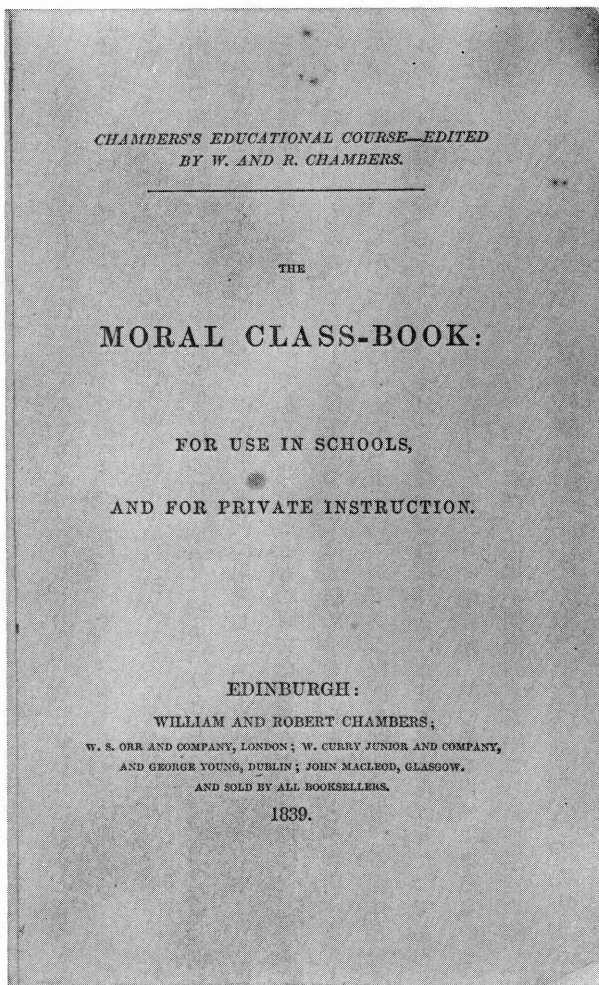 CHAMBERS'S EDUCATIONAL COURSE—EDITED
BY W. AND R. CHAMBERS.
THE
MORAL CLASS-BOOK:
FOR USE IN SCHOOLS,
AND FOR PRIVATE INSTRUCTION.
EDINBURGH:
WILLIAM AND ROBERT CHAMBERS;
W. S. ORR AND COMPANY, LONDON; W. CURRY JUNIOR AND COMPANY,
AND GEORGE YOUNG, DUBLIN; JOHN MACLEOD, GLASGOW.
AND SOLD BY ALL BOOKSELLERS.
1839.